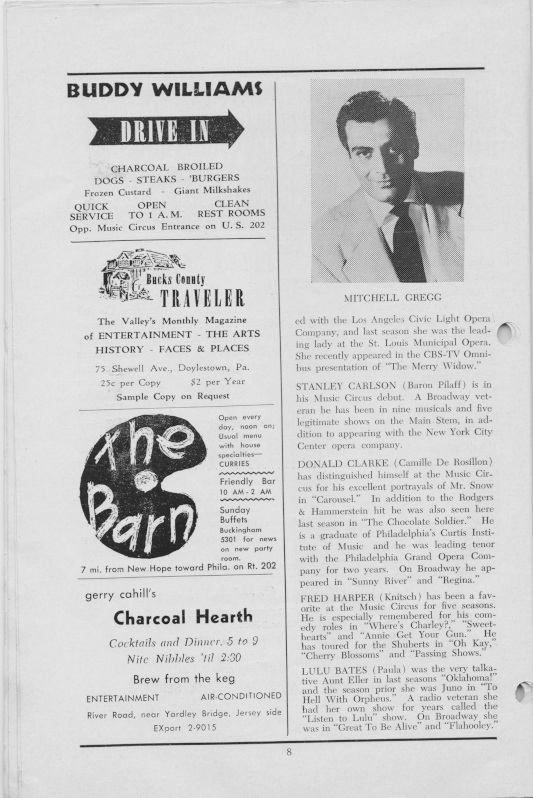 BUDDY WILLIAMS
DRIVE IN
CHARCOAL BROILED
DOGS - STEAKS - 'BURGERS
Frozen Custard - Giant Milkshakes
QUICK OPEN CLEAN
SERVICE TO 1 A.M. REST ROOMS
Opp. Music Circus Entrance on U. S. 202
Bucks County
TRAVELER
The Valley's Monthly Magazine
of ENTERTAINMENT - THE ARTS
HISTORY - FACES & PLACES
75 Shewell Ave., Doylestown, Pa.
25c per Copy $2 per Year
Sample Copy on Request
The
Barn
Open every
day, noon on;
Usual menu
with house
specialties—
CURRIES
Friendly Bar
10 AM - 2 AM
Sunday
Buffets
Buckingham
5301 for news
on new party
room.
7 mi. from New Hope toward Phila. on Rt. 202
gerry cahill's
Charcoal Hearth
Cocktails and Dinner, 5 to 9
Nite Nibbles 'til 2:00
Brew from the keg
ENTERTAINMENT AIR-CONDITIONED
River Road, near Yardley Bridge, Jersey side
EXport 2-9015
MITCHELL GREGG
ed with the Los Angeles Civic Light Opera
Company, and last season she was the lead-
ing lady at the St. Louis Municipal Opera.
She recently appeared in the CBS-TV Omni-
bus presentation of "The Merry Widow."
STANLEY CARLSON (Baron Pilaff) is in
his Music Circus debut. A Broadway vet-
eran he has been in nine musicals and five
legitimate shows on the Main Stem, in ad-
dition to appearing with the New York City
Center opera company.
DONALD CLARKE (Camille De Rosillon)
has distinguished himself at the Music Cir-
cus for his excellent portrayals of Mr. Snow
in "Carousel." In addition to the Rodgers
& Hammerstein hit he was also seen here
last season in "The Chocolate Soldier." He
is a graduate of Philadelphia's Curtis Insti-
tute of Music and he was leading tenor
with the Philadelphia Grand Opera Com-
pany for two years. On Broadway he ap-
peared in "Sunny River" and "Regina."
FRED HARPER (Knitsch) has been a fav-
orite at the Music Circus for five seasons.
He is especially remembered for his com-
edy roles in "Where's Charley?," "Sweet-
hearts" and "Annie Get Your Gun." He
has toured for the Shuberts in "Oh Kay,"
"Cherry Blossoms" and "Passing Shows."
LULU BATES (Paula) was the very talka-
tive Aunt Eller in last seasons "Oklahoma!"
and the season prior she was Juno in "To
Hell With Orpheus." A radio veteran she
had her own show for years called the
"Listen to Lulu" show. On Broadway she
was in "Great To Be Alive" and "Flahooley."
8